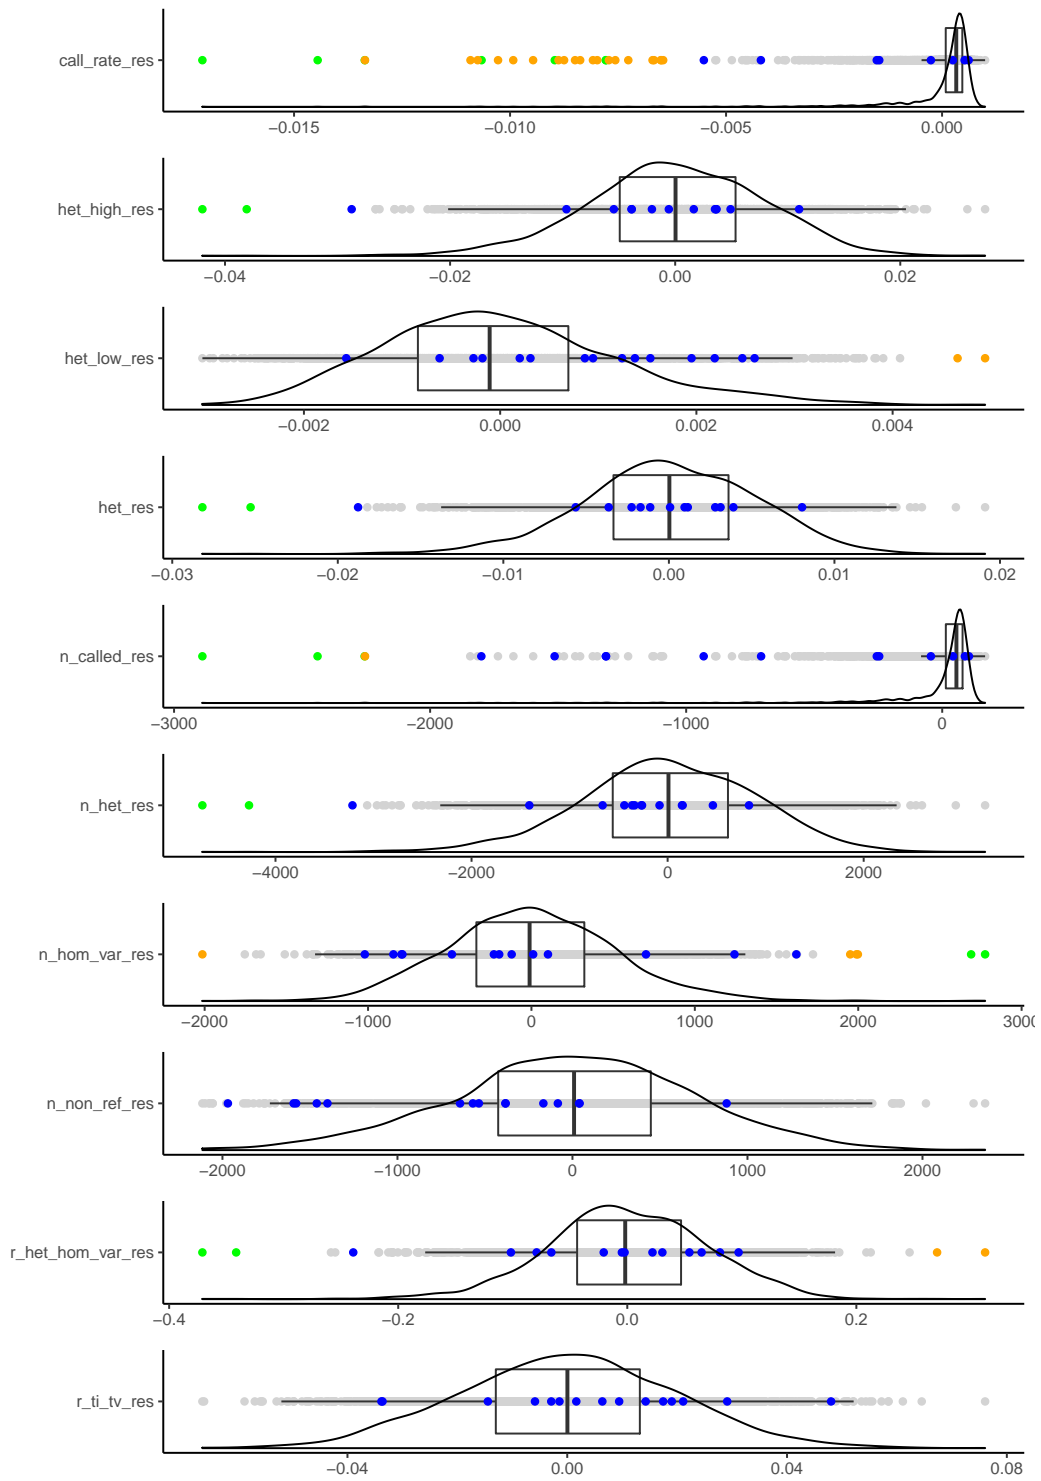 call_rate_res
−0.015 −0.010 −0.005 0.000
het_high_res
−0.04 −0.02 0.00 0.02
het_low_res
−0.002 0.000 0.002 0.004
het_res
−0.03 −0.02 −0.01 0.00 0.01 0.02
n_called_res
−3000 −2000 −1000 0
n_het_res
−4000 −2000 0 2000
n_hom_var_res
−2000 −1000 0 1000 2000 3000
n_non_ref_res
−2000 −1000 0 1000 2000
r_het_hom_var_res
−0.4 −0.2 0.0 0.2
r_ti_tv_res
−0.04 0.00 0.04 0.08